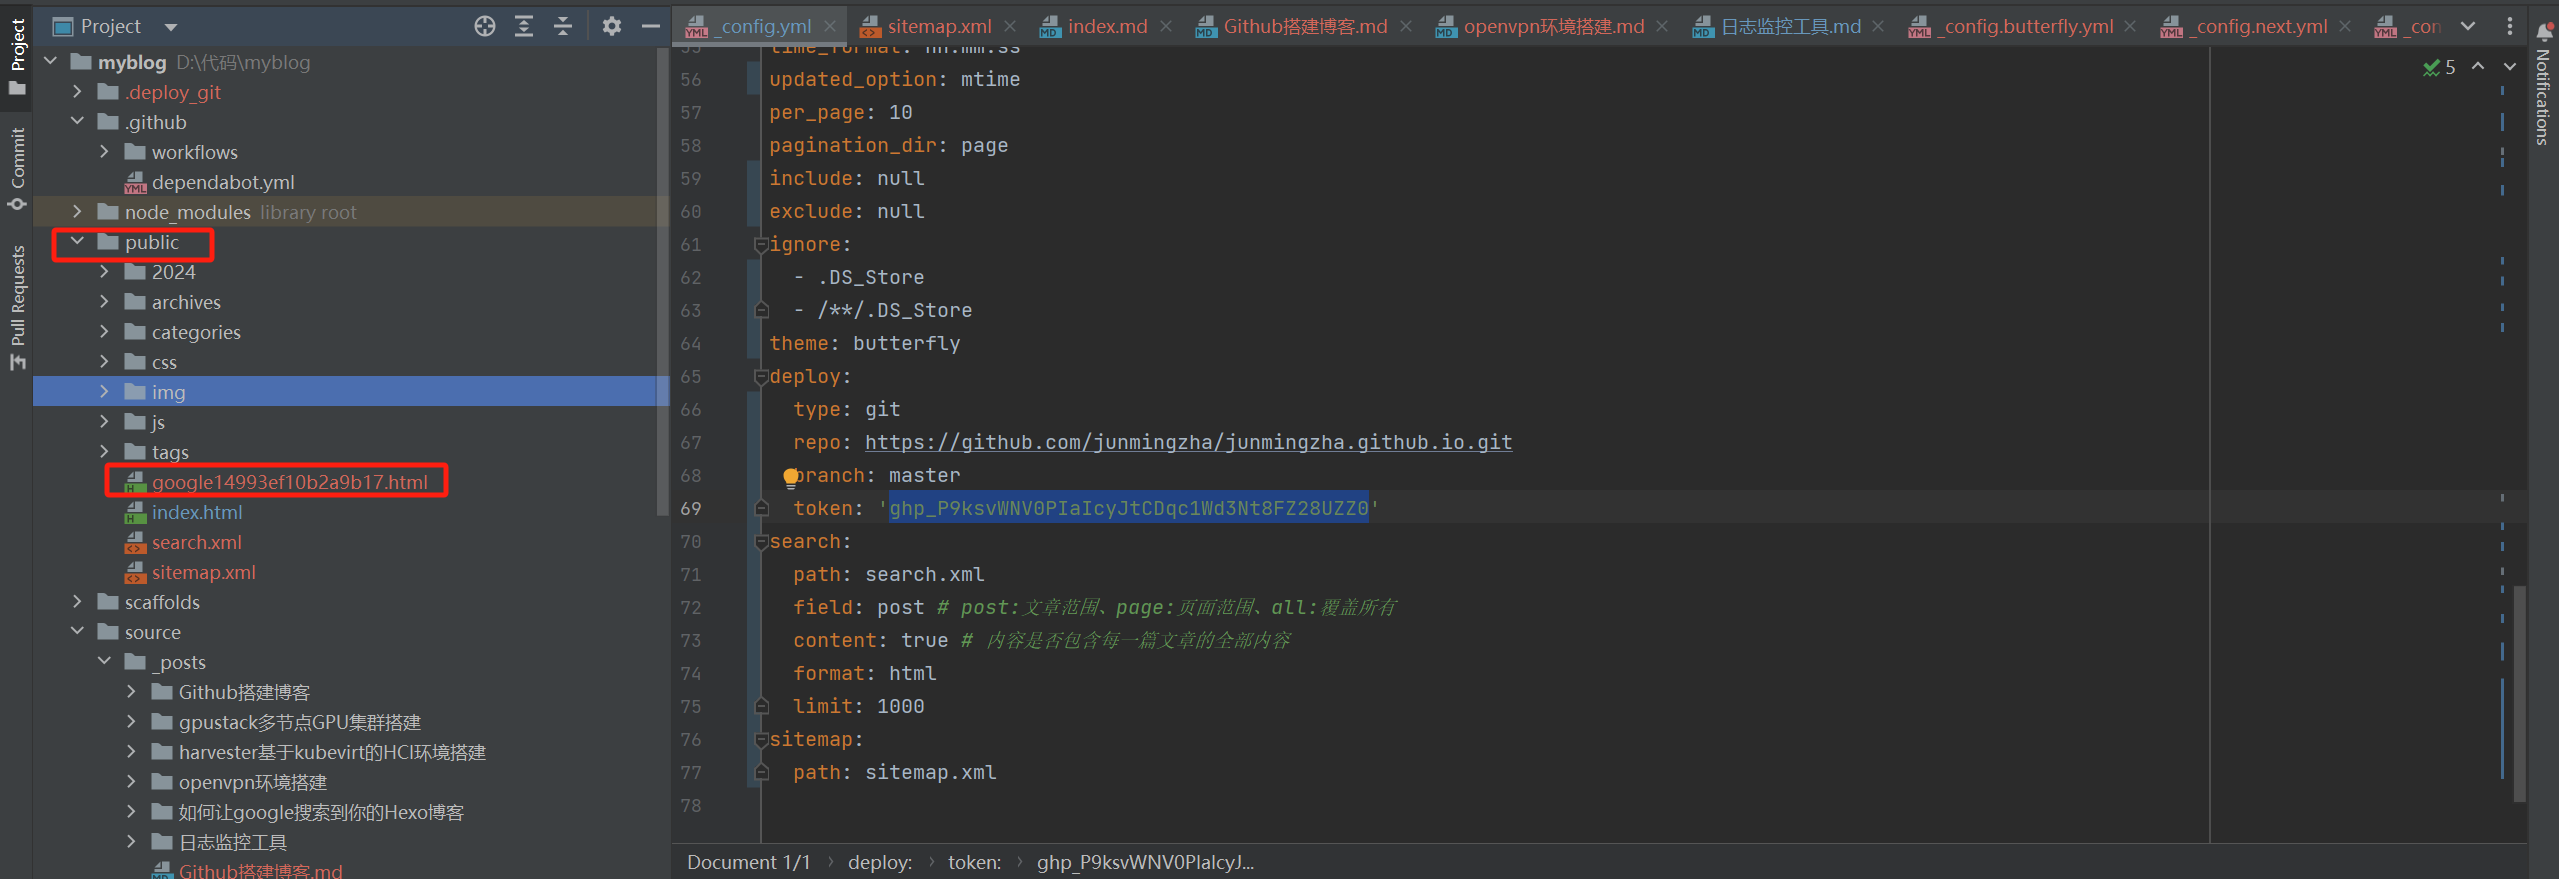 Project
myblog D:\代码\myblog
.deploy_git
.github
workflows
dependabot.yml
node_modules library root
public
2024
archives
categories
css
img
js
tags
google14993ef10b2a9b17.html
index.html
search.xml
sitemap.xml
scaffolds
source
_posts
Github搭建博客
gpustack多节点GPU集群搭建
harvester基于kubevirt的HCI环境搭建
openvpn环境搭建
如何让google搜索到你的Hexo博客
日志监控工具
Github搭建博客.md
Project
Commit
Pull Requests
_config.yml
sitemap.xml
index.md
Github搭建博客.md
openvpn环境搭建.md
日志监控工具.md
_config.butterfly.yml
_config.next.yml
_con
55 time_format: HH:mm:ss
56 updated_option: mtime
57 per_page: 10
58 pagination_dir: page
59 include: null
60 exclude: null
61 ignore:
62 - .DS_Store
63 - /**/.DS_Store
64 theme: butterfly
65 deploy:
66 type: git
67 repo: https://github.com/junmingzha/junmingzha.github.io.git
68 branch: master
69 token: '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'
70 search:
71 path: search.xml
72 field: post # post:文章范围、page:页面范围、all:覆盖所有
73 content: true # 内容是否包含每一篇文章的全部内容
74 format: html
75 limit: 1000
76 sitemap:
77 path: sitemap.xml
78
5
Document 1/1 › deploy: › token: › ghp_P9ksvWNV0PIaIcyJ...
Notifications